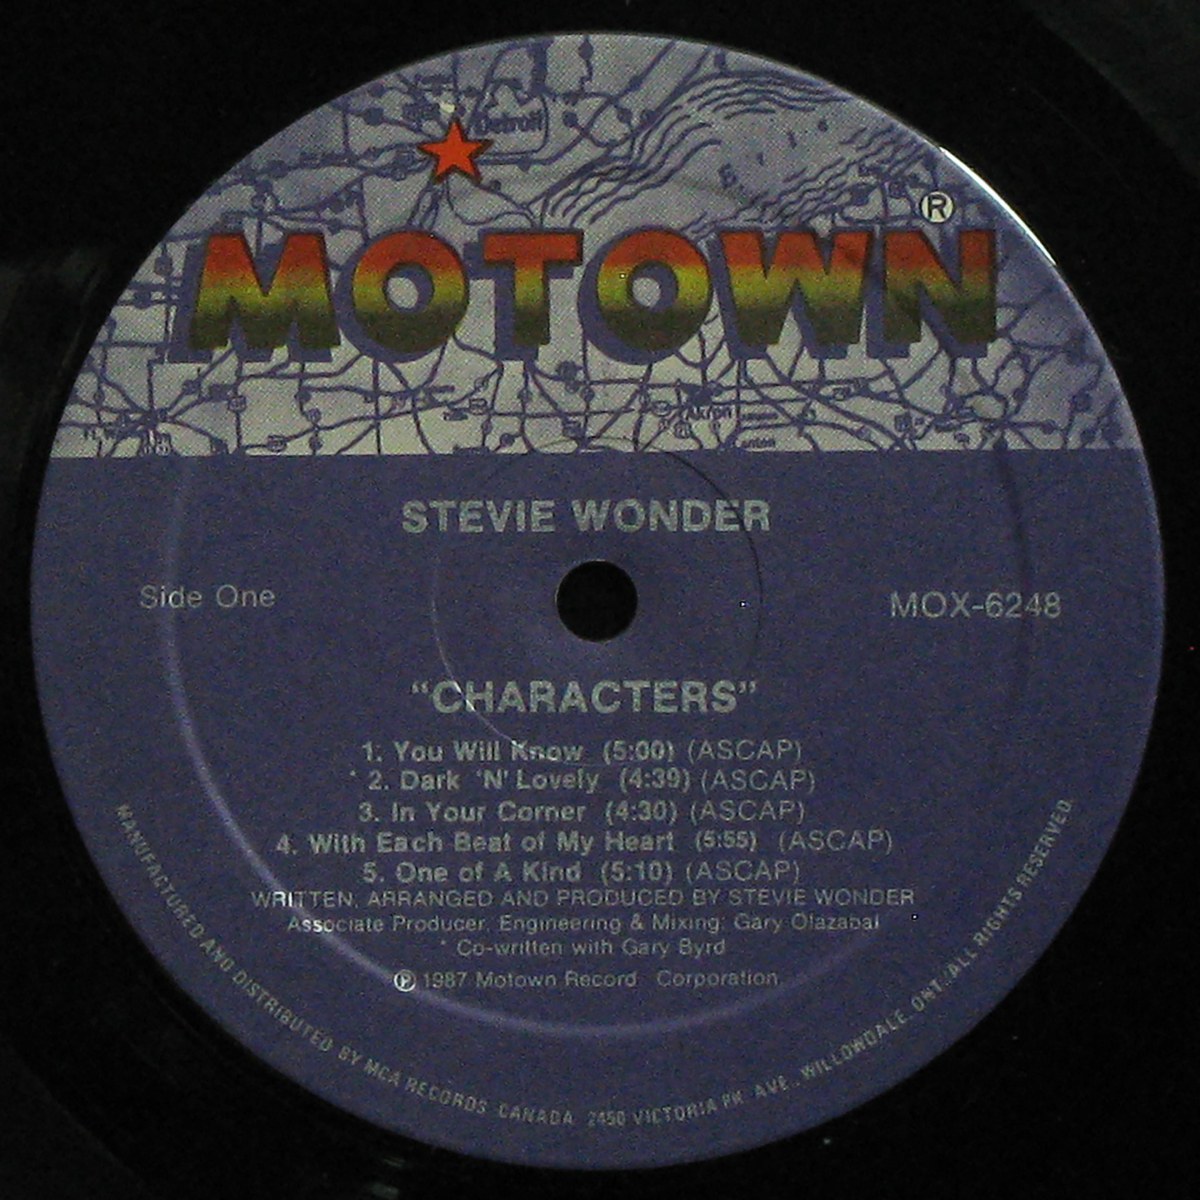 Detroit
®
MOTOWN
Akron
STEVIE WONDER
Side One
MOX-6248
“CHARACTERS”
1. You Will Know (5:00) (ASCAP)
* 2. Dark 'N' Lovely (4:39) (ASCAP)
3. In Your Corner (4:30) (ASCAP)
4. With Each Beat of My Heart (5:55) (ASCAP)
5. One of A Kind (5:10) (ASCAP)
WRITTEN, ARRANGED AND PRODUCED BY STEVIE WONDER
Associate Producer, Engineering & Mixing: Gary Olazabal
* Co-written with Gary Byrd
℗ 1987 Motown Record Corporation
MANUFACTURED AND DISTRIBUTED BY MCA RECORDS CANADA 2450 VICTORIA PK AVE., WILLOWDALE, ONT./ALL RIGHTS RESERVED.